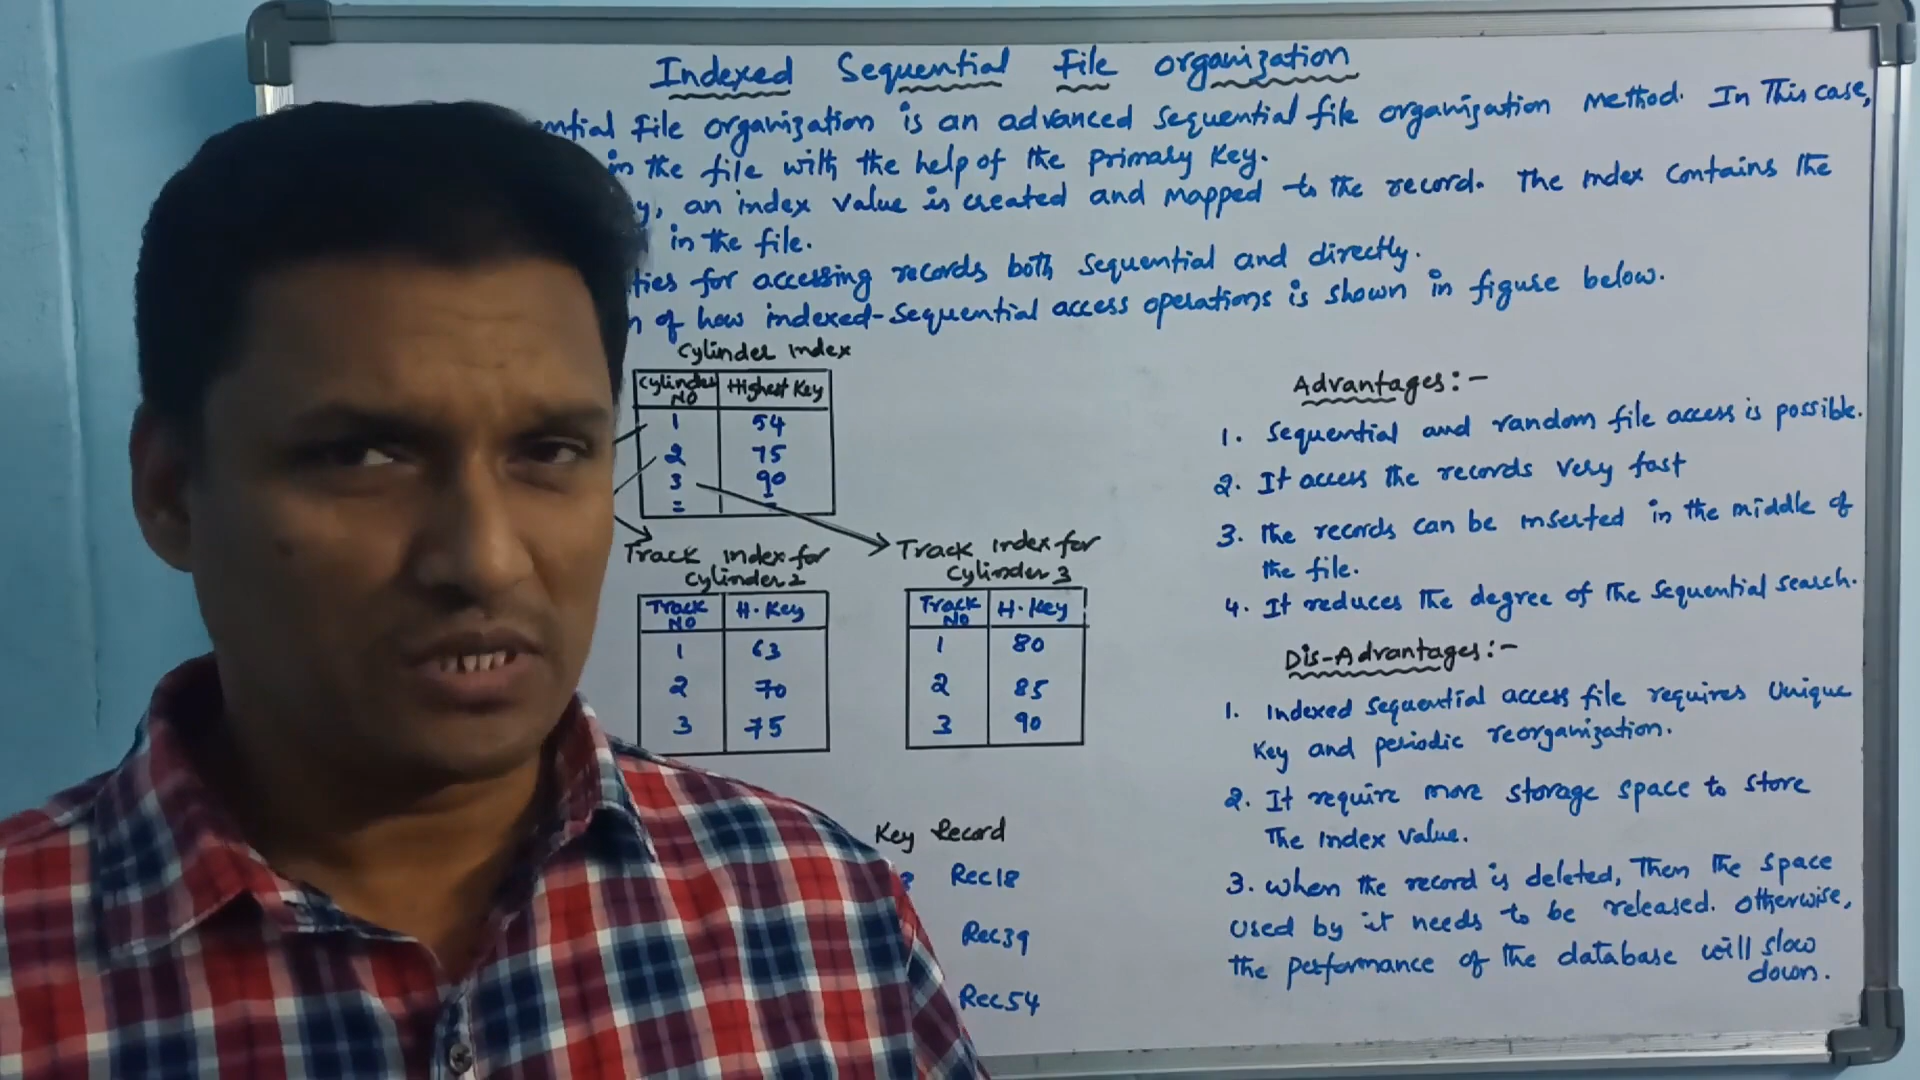 Indexed Sequential File Organization
File organization is an advanced sequential file organization method. In this case,
in the file with the help of the primary key.
an index value is created and mapped to the record. The index contains the
in the file.
for accessing records both sequential and directly.
of how indexed-sequential access operations is shown in figure below.
Cylinder Index
Cylinder NO Highest Key
1 54
2 75
3 90
Track Index for
Cylinder 2
Track NO H. Key
1 63
2 70
3 75
Track Index for
Cylinder 3
Track NO H. Key
1 80
2 85
3 90
Key Record
Rec18
Rec39
Rec54
Advantages:-
1. Sequential and random file access is possible.
2. It access the records very fast
3. The records can be inserted in the middle of
the file.
4. It reduces the degree of the sequential search.
Dis-Advantages:-
1. Indexed sequential access file requires unique
key and periodic reorganization.
2. It require more storage space to store
The index value.
3. when the record is deleted, Then the space
used by it needs to be released. otherwise,
the performance of the database will slow
down.